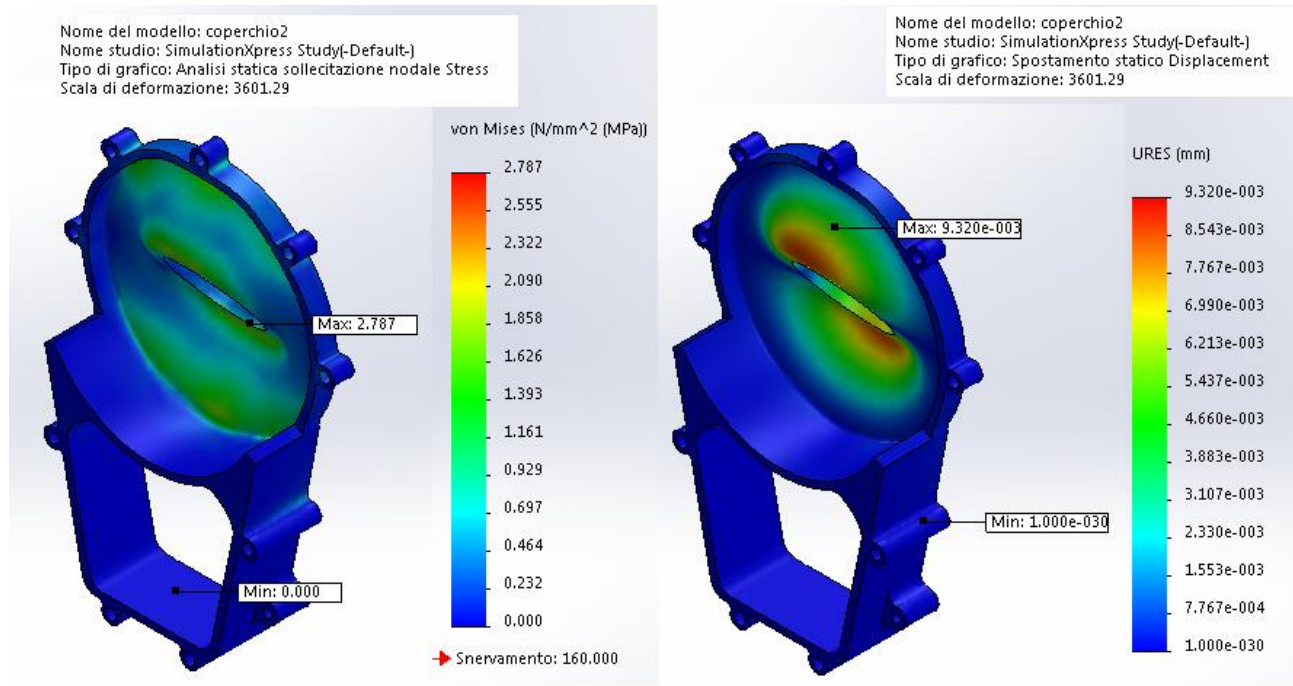 Nome del modello: coperchio2
Nome studio: SimulationXpress Study(-Default-)
Tipo di grafico: Analisi statica sollecitazione nodale Stress
Scala di deformazione: 3601.29
von Mises (N/mm^2 (MPa))
2.787
2.555
2.322
2.090
1.858
1.626
1.393
1.161
0.929
0.697
0.464
0.232
0.000
Snervamento: 160.000
Max: 2.787
Min: 0.000
Nome del modello: coperchio2
Nome studio: SimulationXpress Study(-Default-)
Tipo di grafico: Spostamento statico Displacement
Scala di deformazione: 3601.29
URES (mm)
9.320e-003
8.543e-003
7.767e-003
6.990e-003
6.213e-003
5.437e-003
4.660e-003
3.883e-003
3.107e-003
2.330e-003
1.553e-003
7.767e-004
1.000e-030
Max: 9.320e-003
Min: 1.000e-030